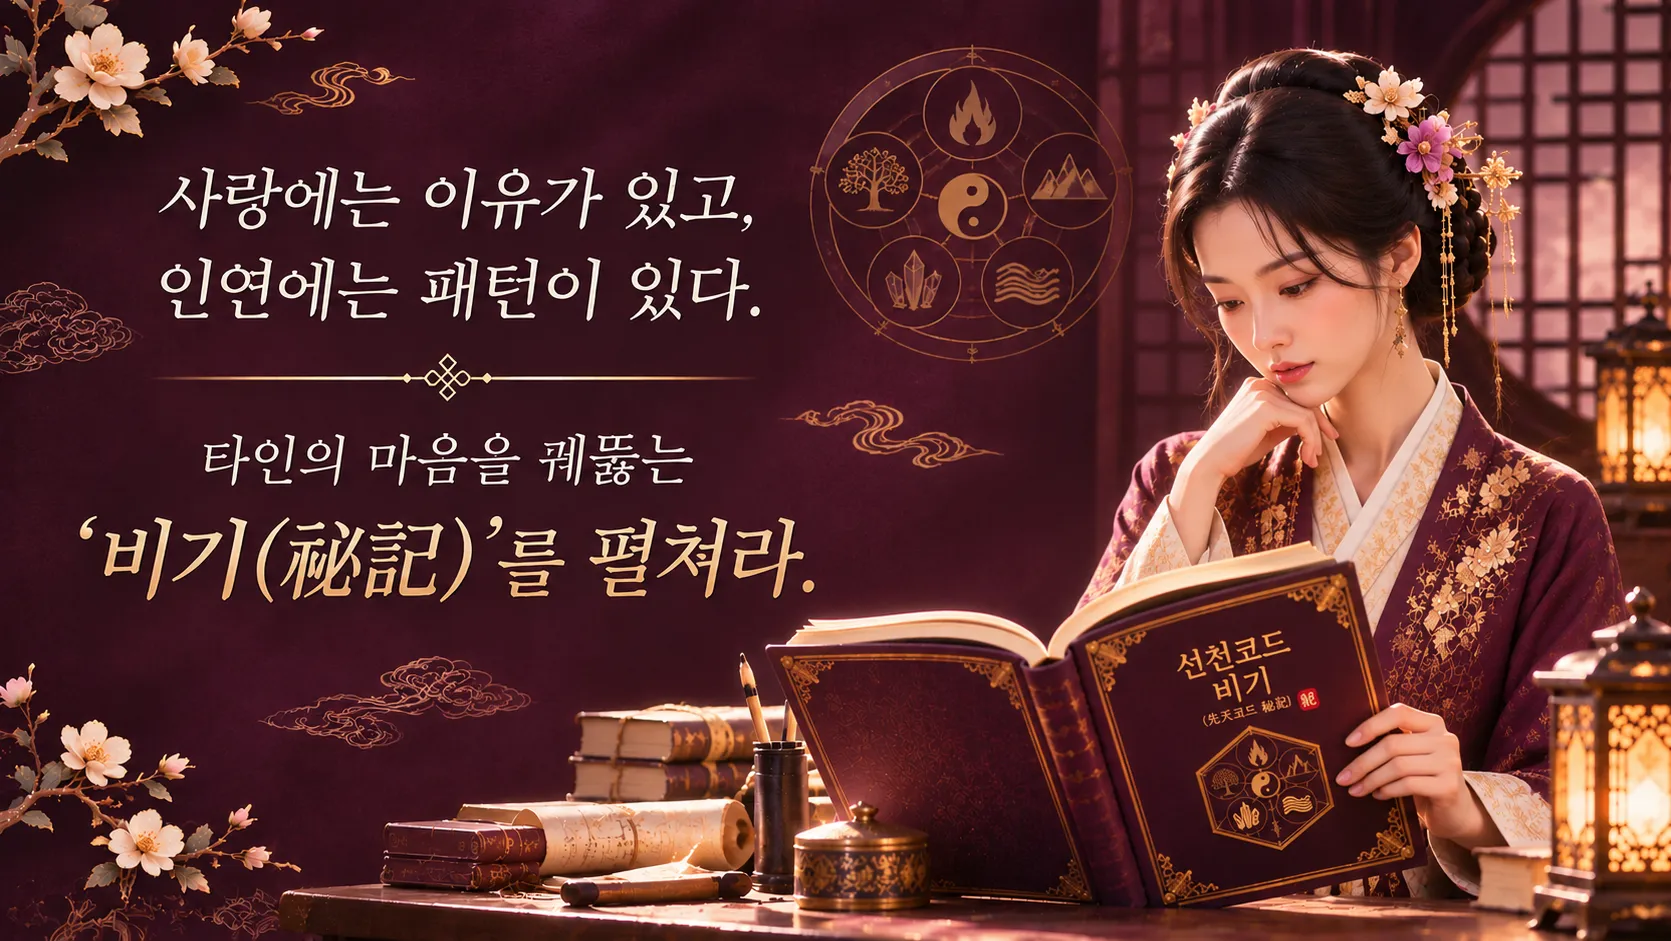 사랑에는 이유가 있고,
인연에는 패턴이 있다.
타인의 마음을 꿰뚫는
‘비기(祕記)’를 펼쳐라.
선천코드
비기
(先天코드 秘記)